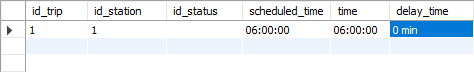 id_trip id_station id_status scheduled_time time delay_time
1 1 06:00:00 06:00:00 0 min